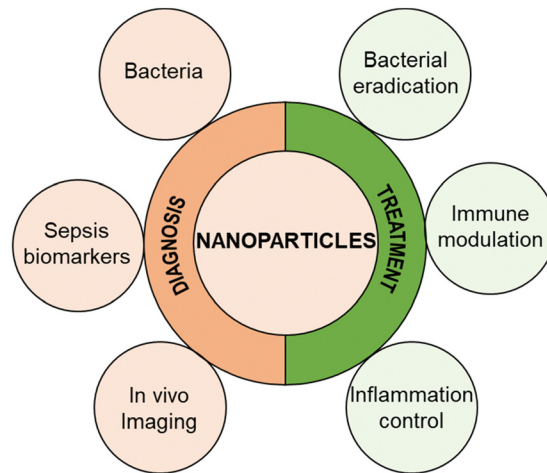 Bacteria
Bacterial
eradication
Sepsis
biomarkers
DIAGNOSIS
NANOPARTICLES
TREATMENT
Immune
modulation
In vivo
Imaging
Inflammation
control